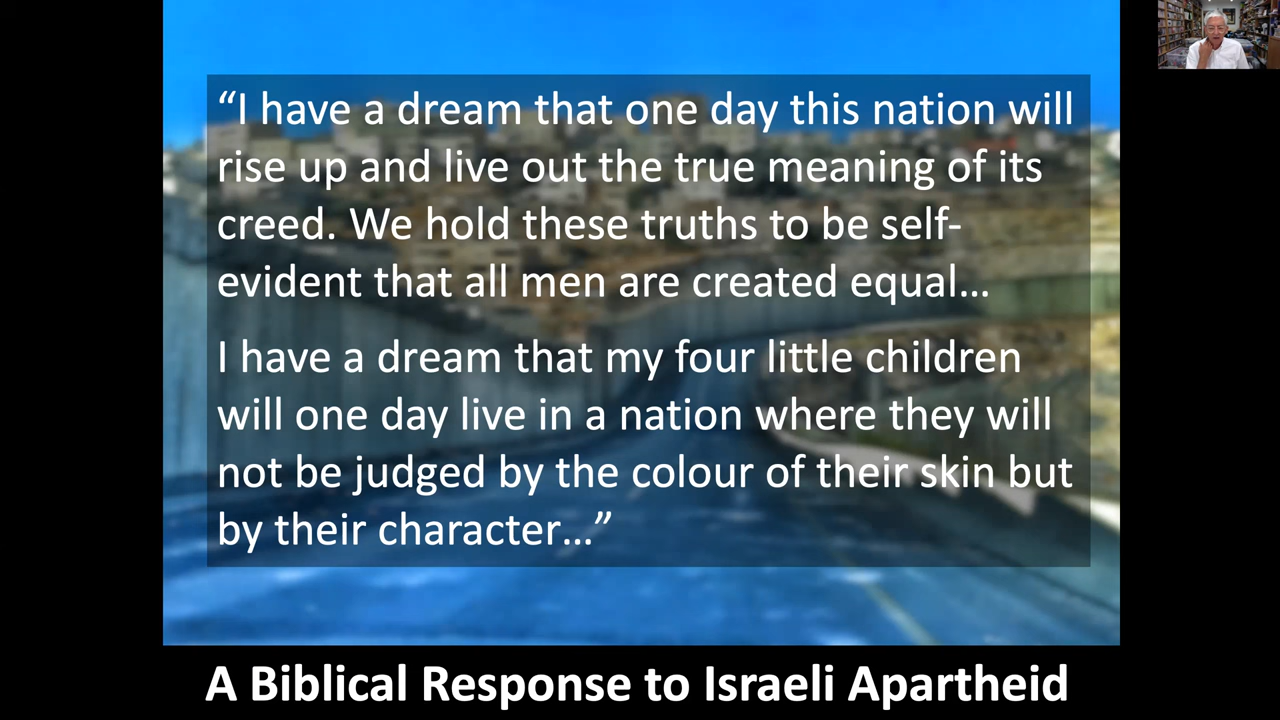 “I have a dream that one day this nation will
rise up and live out the true meaning of its
creed. We hold these truths to be self-
evident that all men are created equal…
I have a dream that my four little children
will one day live in a nation where they will
not be judged by the colour of their skin but
by their character…”
A Biblical Response to Israeli Apartheid